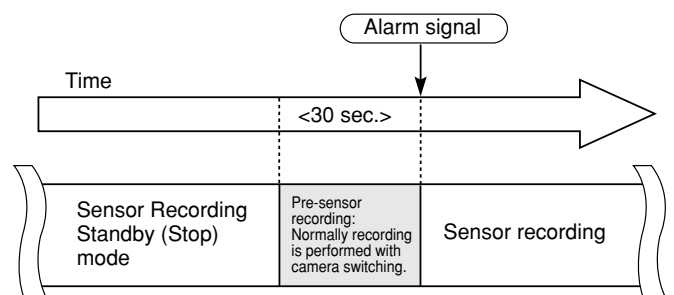 Alarm signal
Time
<30 sec.>
Sensor Recording
Standby (Stop)
mode
Pre-sensor
recording:
Normally recording
is performed with
camera switching.
Sensor recording